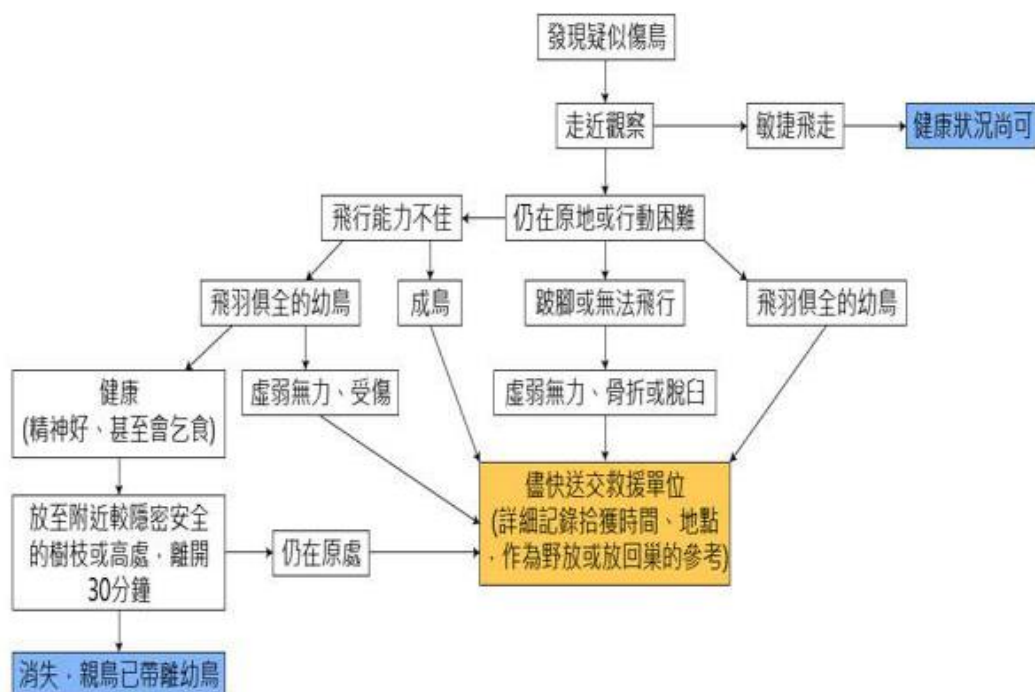 發現疑似傷鳥
走近觀察
敏捷飛走
健康狀況尚可
飛行能力不佳
仍在原地或行動困難
飛羽俱全的幼鳥
成鳥
跛腳或無法飛行
飛羽俱全的幼鳥
健康
(精神好、甚至會乞食)
虛弱無力、受傷
虛弱無力、骨折或脫臼
儘快送交救援單位
(詳細記錄拾獲時間、地點
，作為野放或放回巢的參考)
放至附近較隱密安全
的樹枝或高處，離開
30分鐘
仍在原處
消失，親鳥已帶離幼鳥